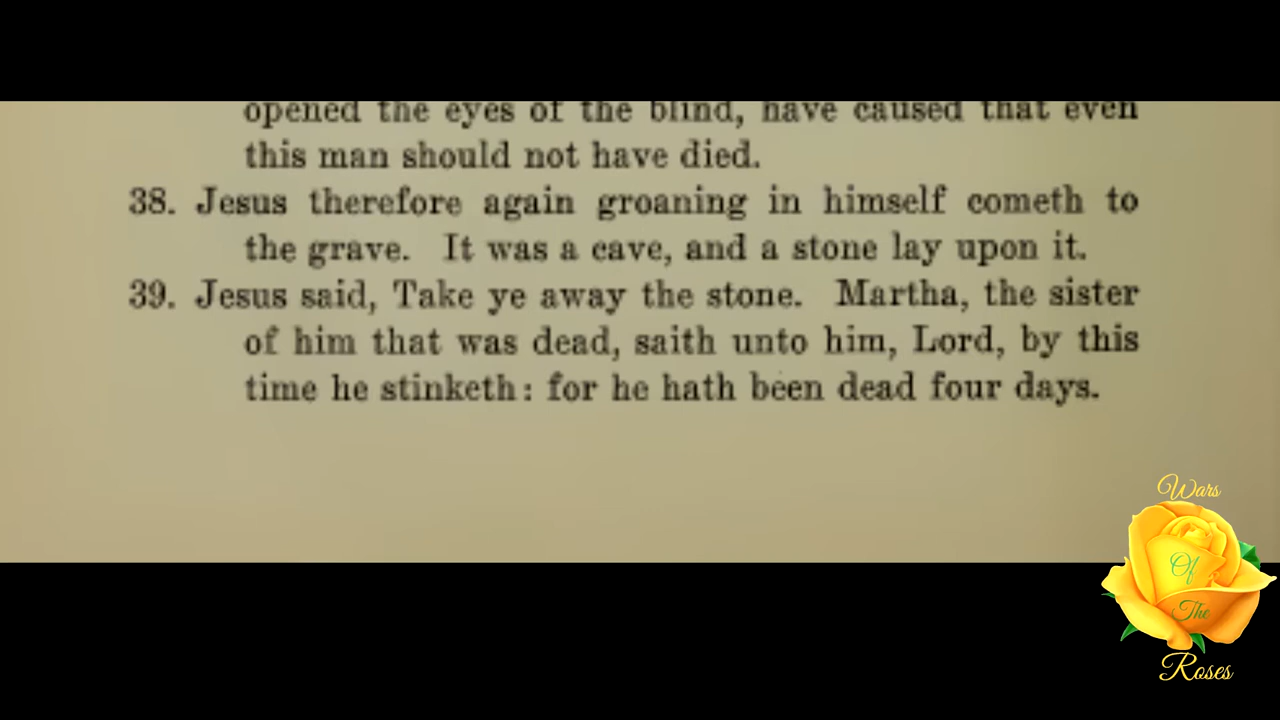 opened the eyes of the blind, have caused that even
this man should not have died.
38. Jesus therefore again groaning in himself cometh to
the grave. It was a cave, and a stone lay upon it.
39. Jesus said, Take ye away the stone. Martha, the sister
of him that was dead, saith unto him, Lord, by this
time he stinketh: for he hath been dead four days.
Wars
Of
The
Roses